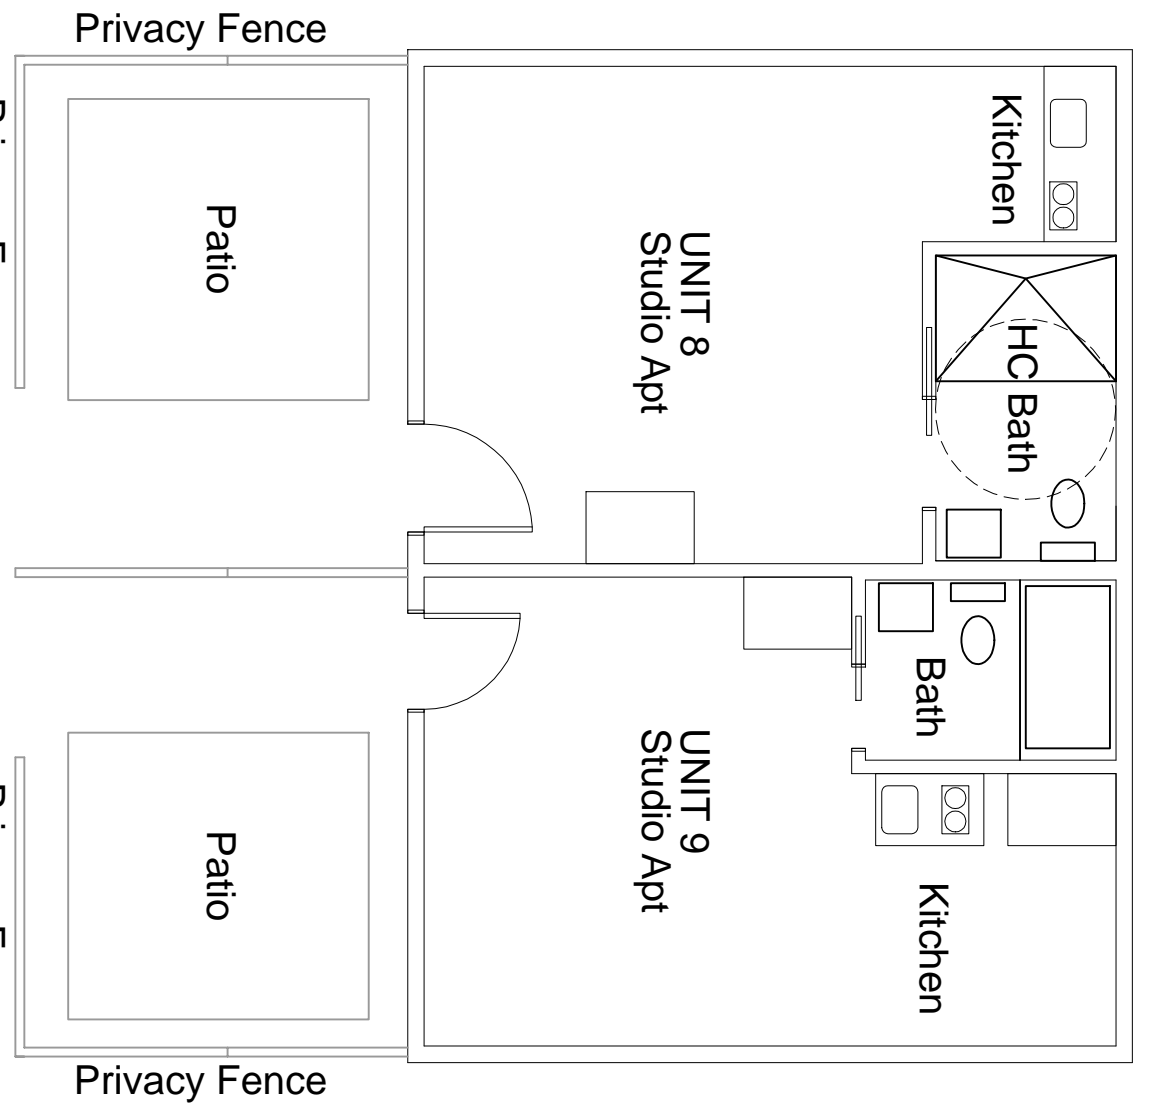 Privacy Fence
Kitchen
Patio
UNIT 8
Studio Apt
HC Bath
Bath
UNIT 9
Studio Apt
Patio
Kitchen
Privacy Fence